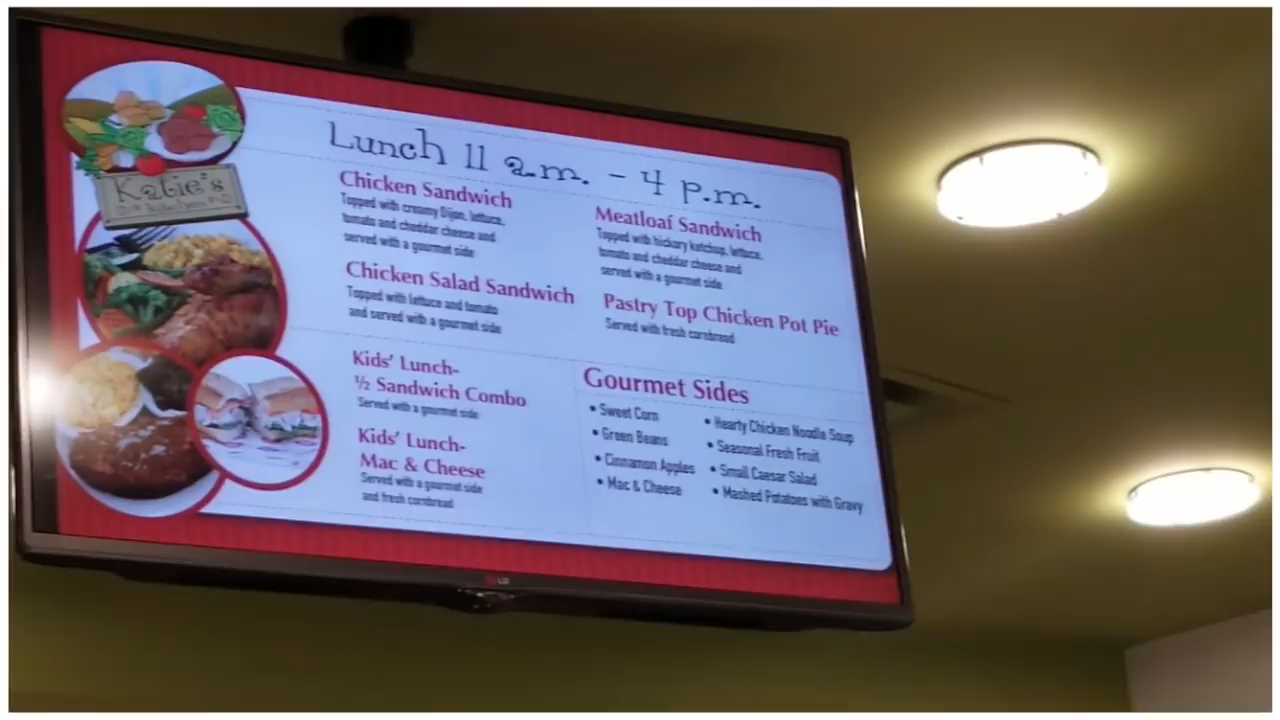 Katie's
Kitchen
Lunch 11 a.m. - 4 p.m.
Chicken Sandwich
Topped with creamy Dijon, lettuce,
tomato and cheddar cheese and
served with a gourmet side
Chicken Salad Sandwich
Topped with lettuce and tomato
and served with a gourmet side
Kids' Lunch-
½ Sandwich Combo
Served with a gourmet side
Kids' Lunch-
Mac & Cheese
Served with a gourmet side
and fresh cornbread
Meatloaf Sandwich
Topped with hickory ketchup, lettuce,
tomato and cheddar cheese and
served with a gourmet side
Pastry Top Chicken Pot Pie
Served with fresh cornbread
Gourmet Sides
• Sweet Corn
• Green Beans
• Cinnamon Apples
• Mac & Cheese
• Hearty Chicken Noodle Soup
• Seasonal Fresh Fruit
• Small Caesar Salad
• Mashed Potatoes with Gravy
LG